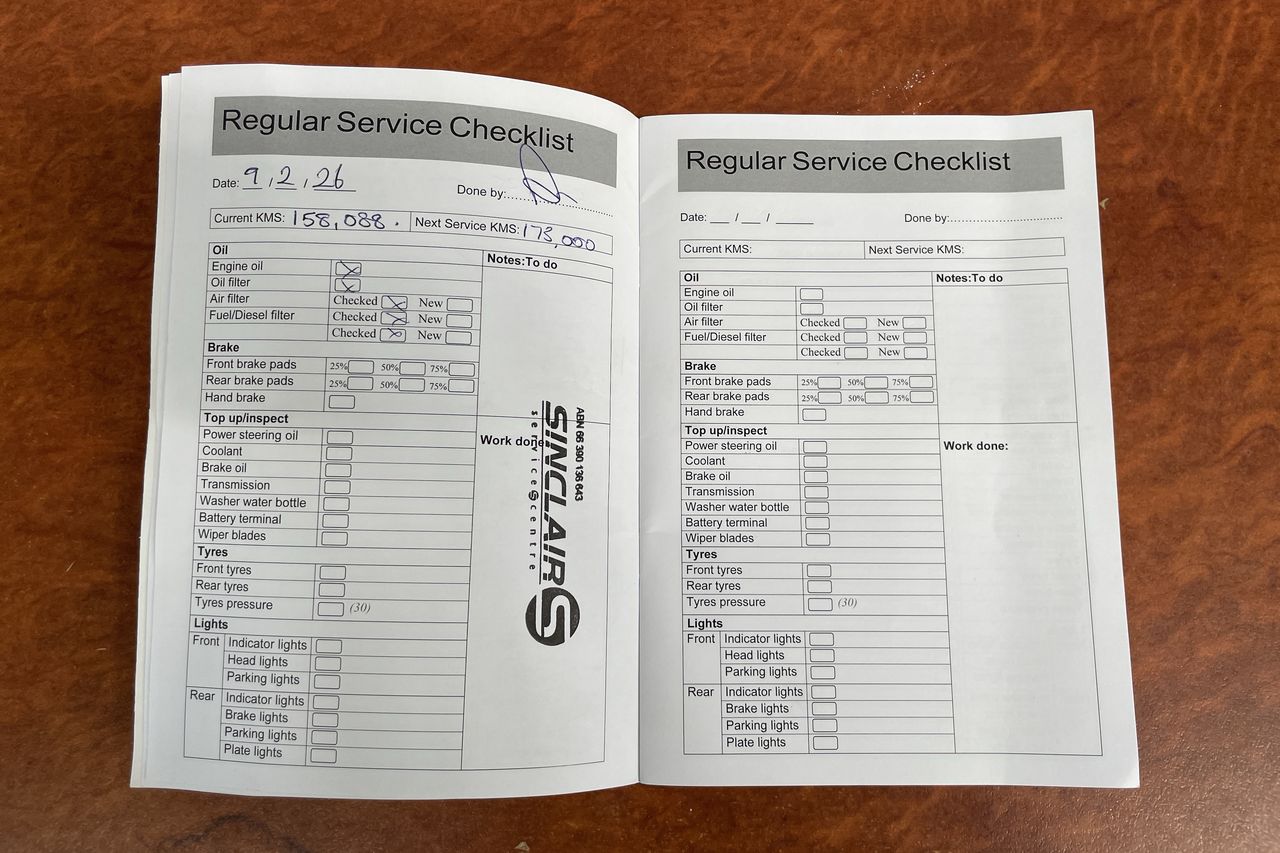 Regular Service Checklist
Date: 9 / 2 / 26
Done by:
Current KMS: 158,088. Next Service KMS: 173,000
Oil
Notes:To do
Engine oil
Oil filter
Air filter Checked New
Fuel/Diesel filter Checked New
Checked New
Brake
Front brake pads 25% 50% 75%
Rear brake pads 25% 50% 75%
Hand brake
Top up/inspect
Work done:
Power steering oil
Coolant
Brake oil
Transmission
Washer water bottle
Battery terminal
Wiper blades
Tyres
Front tyres
Rear tyres
Tyres pressure (30)
Lights
Front Indicator lights
Head lights
Parking lights
Rear Indicator lights
Brake lights
Parking lights
Plate lights
ABN 66 390 136 643
SINCLAIR
service centre
Regular Service Checklist
Date: __ / __ / ____
Done by:
Current KMS: Next Service KMS:
Oil
Notes:To do
Engine oil
Oil filter
Air filter Checked New
Fuel/Diesel filter Checked New
Checked New
Brake
Front brake pads 25% 50% 75%
Rear brake pads 25% 50% 75%
Hand brake
Top up/inspect
Work done:
Power steering oil
Coolant
Brake oil
Transmission
Washer water bottle
Battery terminal
Wiper blades
Tyres
Front tyres
Rear tyres
Tyres pressure (30)
Lights
Front Indicator lights
Head lights
Parking lights
Rear Indicator lights
Brake lights
Parking lights
Plate lights